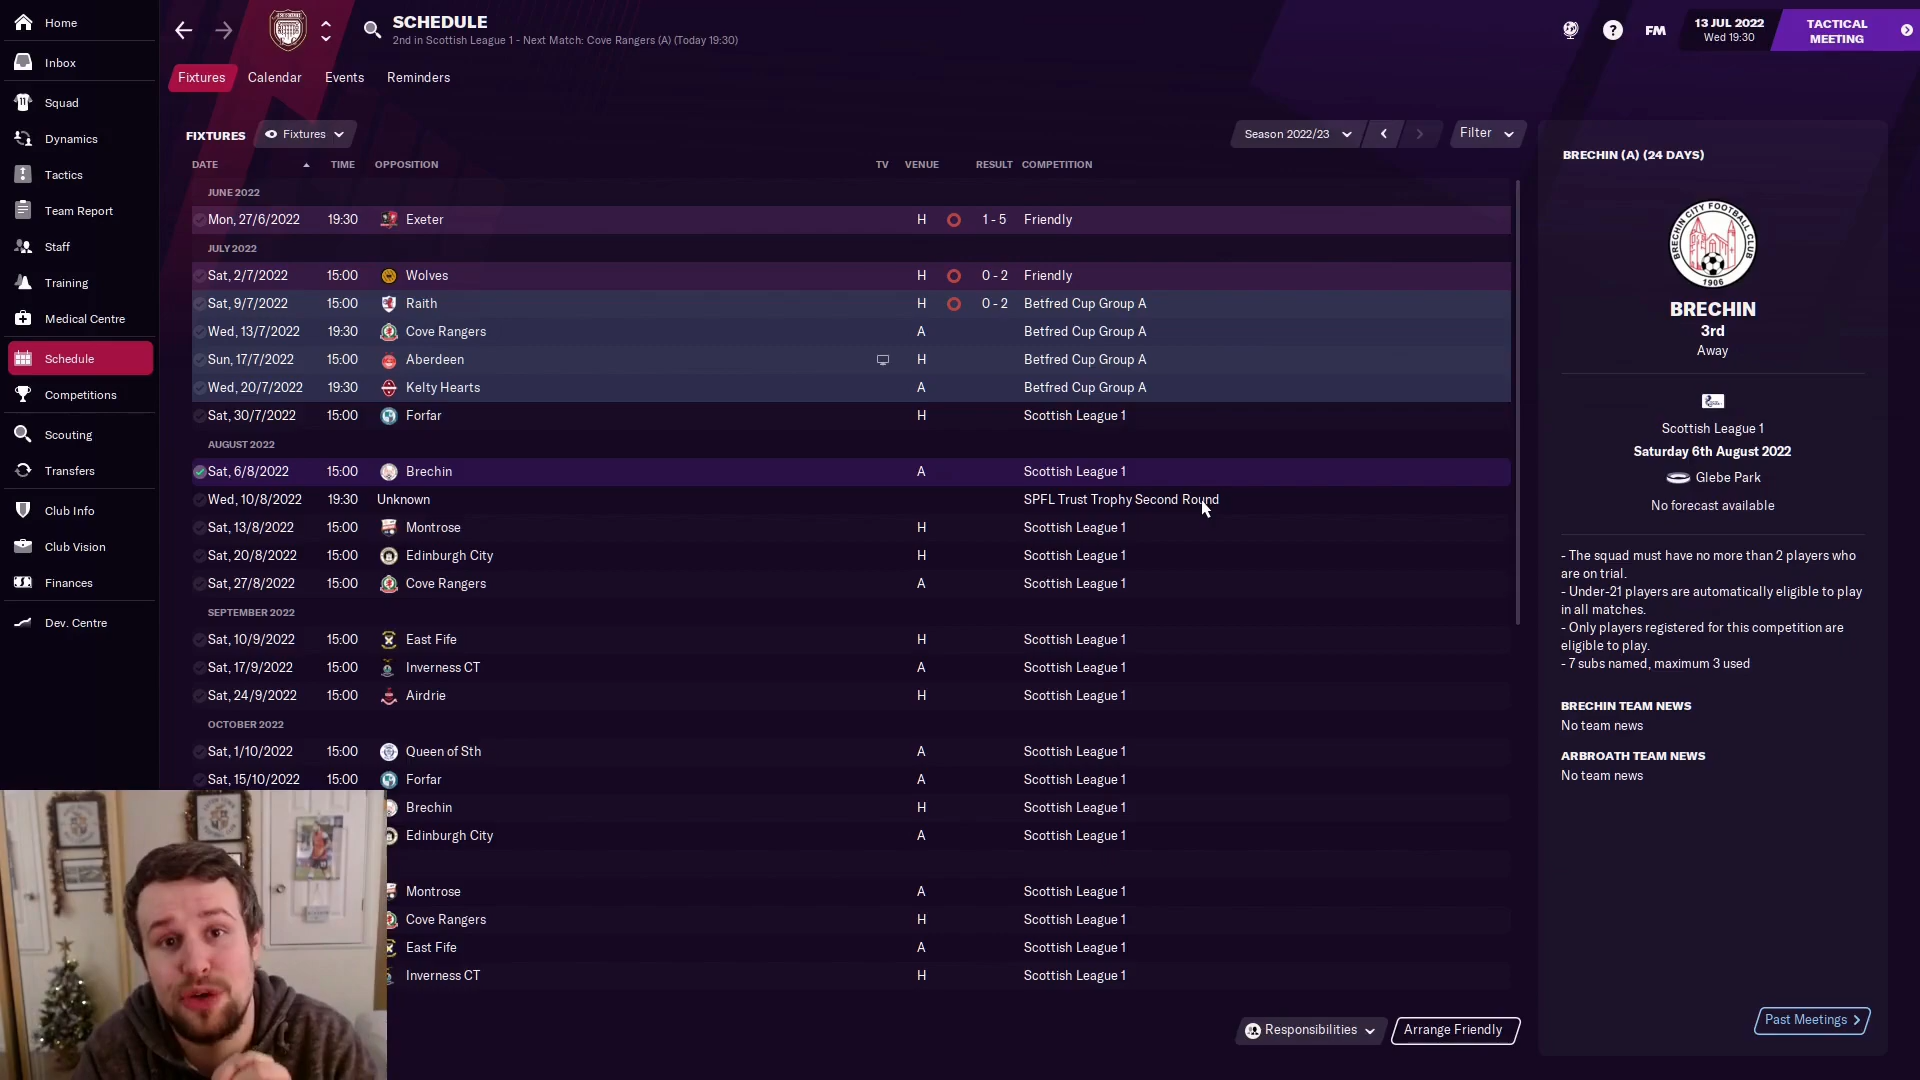 Home
Inbox
Squad
Dynamics
Tactics
Team Report
Staff
Training
Medical Centre
Schedule
Competitions
Scouting
Transfers
Club Info
Club Vision
Finances
Dev. Centre
SCHEDULE
2nd in Scottish League 1 - Next Match: Cove Rangers (A) (Today 19:30)
? FM 13 JUL 2022
Wed 19:30
TACTICAL
MEETING
Fixtures Calendar Events Reminders
FIXTURES Fixtures Season 2022/23 Filter
DATE TIME OPPOSITION TV VENUE RESULT COMPETITION
JUNE 2022
Mon, 27/6/2022 19:30 Exeter H 1 - 5 Friendly
JULY 2022
Sat, 2/7/2022 15:00 Wolves H 0 - 2 Friendly
Sat, 9/7/2022 15:00 Raith H 0 - 2 Betfred Cup Group A
Wed, 13/7/2022 19:30 Cove Rangers A Betfred Cup Group A
Sun, 17/7/2022 15:00 Aberdeen H Betfred Cup Group A
Wed, 20/7/2022 19:30 Kelty Hearts A Betfred Cup Group A
Sat, 30/7/2022 15:00 Forfar H Scottish League 1
AUGUST 2022
Sat, 6/8/2022 15:00 Brechin A Scottish League 1
Wed, 10/8/2022 19:30 Unknown SPFL Trust Trophy Second Round
Sat, 13/8/2022 15:00 Montrose H Scottish League 1
Sat, 20/8/2022 15:00 Edinburgh City H Scottish League 1
Sat, 27/8/2022 15:00 Cove Rangers A Scottish League 1
SEPTEMBER 2022
Sat, 10/9/2022 15:00 East Fife H Scottish League 1
Sat, 17/9/2022 15:00 Inverness CT A Scottish League 1
Sat, 24/9/2022 15:00 Airdrie H Scottish League 1
OCTOBER 2022
Sat, 1/10/2022 15:00 Queen of Sth A Scottish League 1
Sat, 15/10/2022 15:00 Forfar A Scottish League 1
Brechin H Scottish League 1
Edinburgh City A Scottish League 1
Montrose A Scottish League 1
Cove Rangers H Scottish League 1
East Fife A Scottish League 1
Inverness CT H Scottish League 1
Responsibilities Arrange Friendly
BRECHIN (A) (24 DAYS)
BRECHIN CITY FOOTBALL CLUB
1906
BRECHIN
3rd
Away
Scottish League 1
Saturday 6th August 2022
Glebe Park
No forecast available
- The squad must have no more than 2 players who
are on trial.
- Under-21 players are automatically eligible to play
in all matches.
- Only players registered for this competition are
eligible to play.
- 7 subs named, maximum 3 used
BRECHIN TEAM NEWS
No team news
ARBROATH TEAM NEWS
No team news
Past Meetings